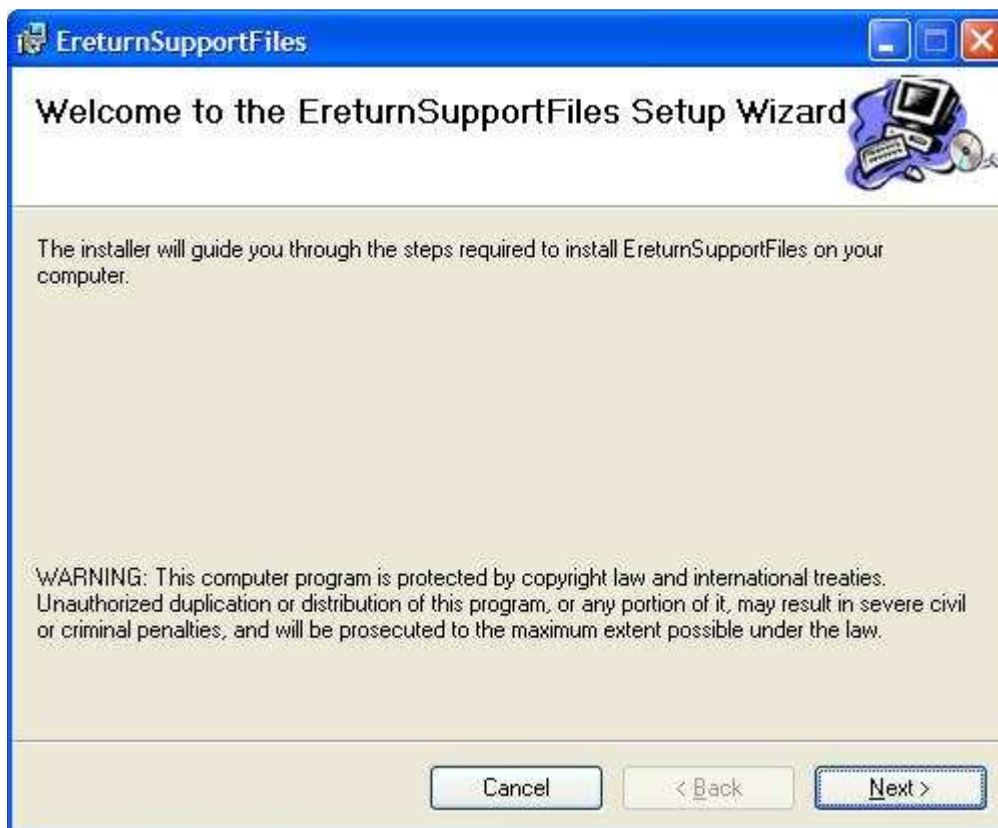 EreturnSupportFiles
Welcome to the EreturnSupportFiles Setup Wizard
The installer will guide you through the steps required to install EreturnSupportFiles on your
computer.
WARNING: This computer program is protected by copyright law and international treaties.
Unauthorized duplication or distribution of this program, or any portion of it, may result in severe civil
or criminal penalties, and will be prosecuted to the maximum extent possible under the law.
Cancel < Back Next >